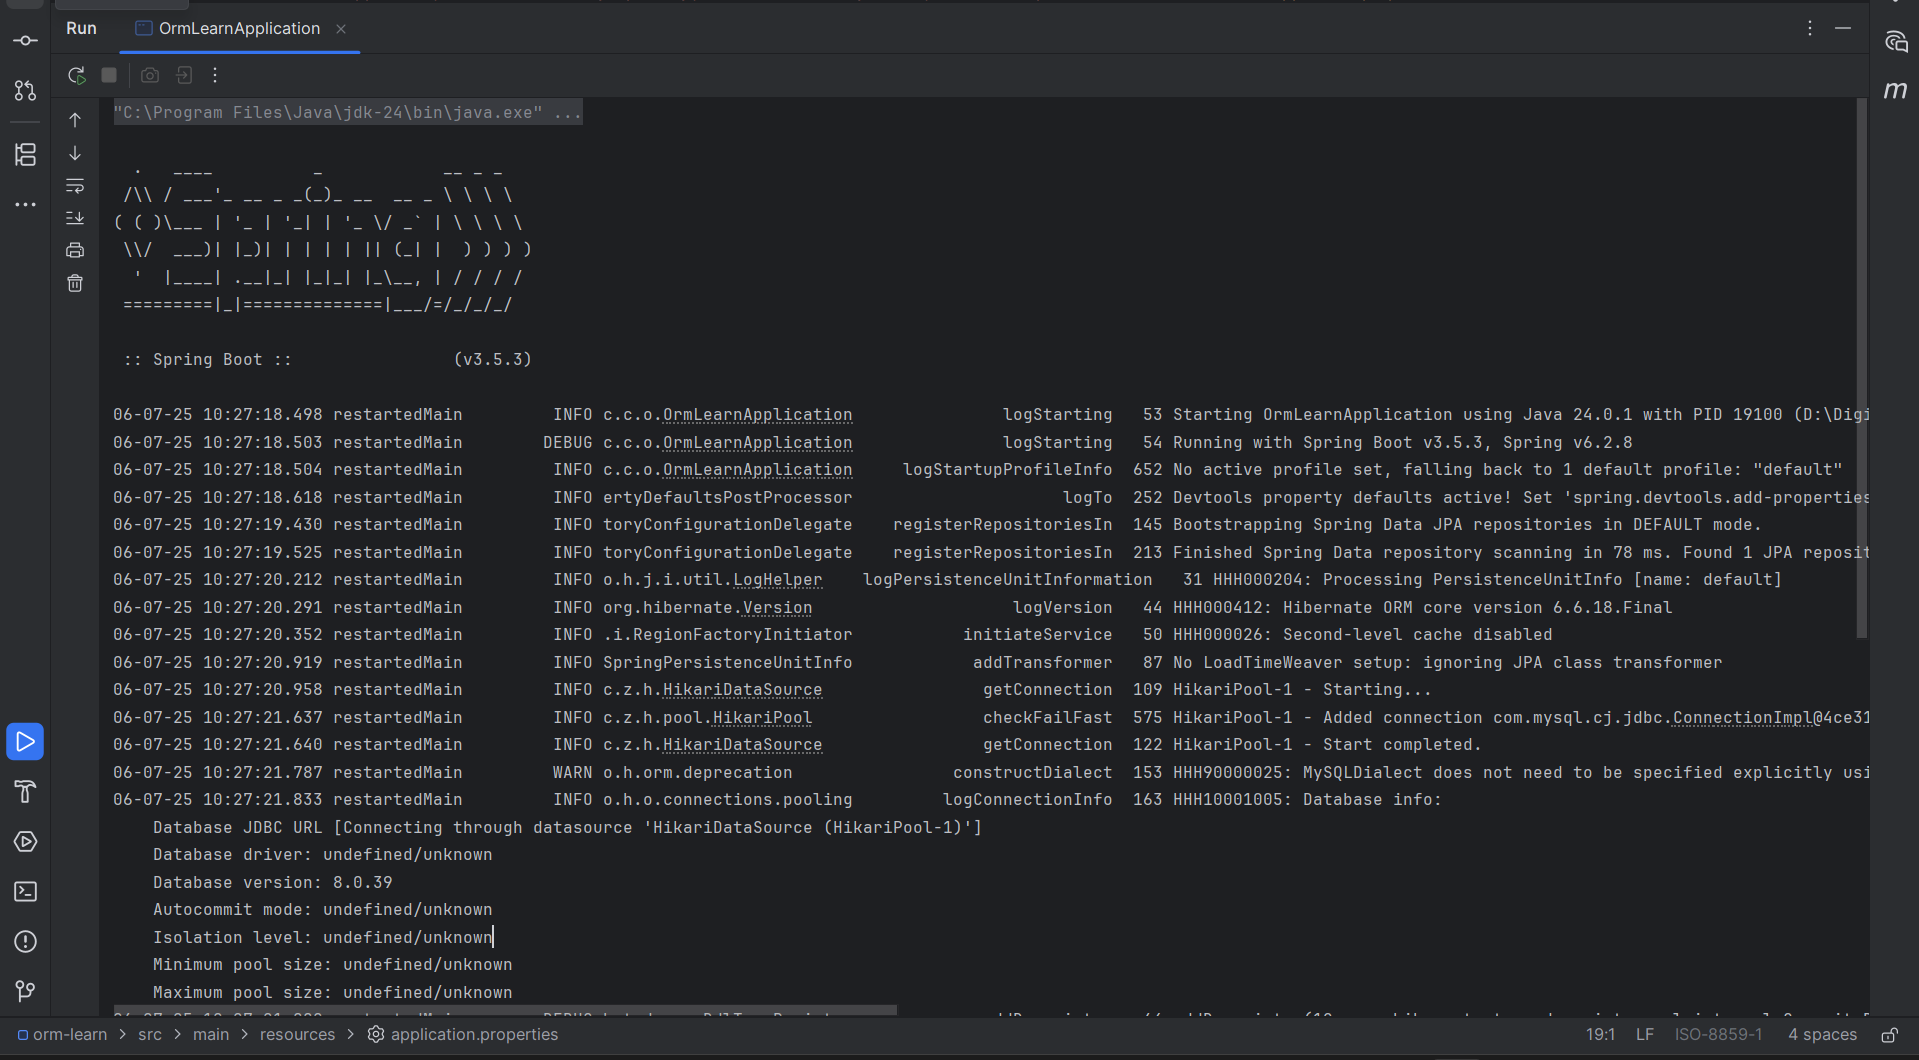 Run OrmLearnApplication
"C:\Program Files\Java\jdk-24\bin\java.exe" ...
  .   ____          _            __ _ _
 /\\ / ___'_ __ _ _(_)_ __  __ _ \ \ \ \
( ( )\___ | '_ | '_| | '_ \/ _` | \ \ \ \
 \\/  ___)| |_)| | | | | || (_| |  ) ) ) )
  '  |____| .__|_| |_|_| |_\__, | / / / /
 =========|_|==============|___/=/_/_/_/
 :: Spring Boot ::                (v3.5.3)
06-07-25 10:27:18.498 restartedMain         INFO c.c.o.OrmLearnApplication               logStarting   53 Starting OrmLearnApplication using Java 24.0.1 with PID 19100 (D:\Digi
06-07-25 10:27:18.503 restartedMain        DEBUG c.c.o.OrmLearnApplication               logStarting   54 Running with Spring Boot v3.5.3, Spring v6.2.8
06-07-25 10:27:18.504 restartedMain         INFO c.c.o.OrmLearnApplication     logStartupProfileInfo  652 No active profile set, falling back to 1 default profile: "default"
06-07-25 10:27:18.618 restartedMain         INFO ertyDefaultsPostProcessor                     logTo  252 Devtools property defaults active! Set 'spring.devtools.add-properties
06-07-25 10:27:19.430 restartedMain         INFO toryConfigurationDelegate    registerRepositoriesIn  145 Bootstrapping Spring Data JPA repositories in DEFAULT mode.
06-07-25 10:27:19.525 restartedMain         INFO toryConfigurationDelegate    registerRepositoriesIn  213 Finished Spring Data repository scanning in 78 ms. Found 1 JPA reposit
06-07-25 10:27:20.212 restartedMain         INFO o.h.j.i.util.LogHelper    logPersistenceUnitInformation   31 HHH000204: Processing PersistenceUnitInfo [name: default]
06-07-25 10:27:20.291 restartedMain         INFO org.hibernate.Version                    logVersion   44 HHH000412: Hibernate ORM core version 6.6.18.Final
06-07-25 10:27:20.352 restartedMain         INFO .i.RegionFactoryInitiator           initiateService   50 HHH000026: Second-level cache disabled
06-07-25 10:27:20.919 restartedMain         INFO SpringPersistenceUnitInfo            addTransformer   87 No LoadTimeWeaver setup: ignoring JPA class transformer
06-07-25 10:27:20.958 restartedMain         INFO c.z.h.HikariDataSource                getConnection  109 HikariPool-1 - Starting...
06-07-25 10:27:21.637 restartedMain         INFO c.z.h.pool.HikariPool                 checkFailFast  575 HikariPool-1 - Added connection com.mysql.cj.jdbc.ConnectionImpl@4ce31
06-07-25 10:27:21.640 restartedMain         INFO c.z.h.HikariDataSource                getConnection  122 HikariPool-1 - Start completed.
06-07-25 10:27:21.787 restartedMain         WARN o.h.orm.deprecation                constructDialect  153 HHH90000025: MySQLDialect does not need to be specified explicitly usi
06-07-25 10:27:21.833 restartedMain         INFO o.h.o.connections.pooling         logConnectionInfo  163 HHH10001005: Database info:
    Database JDBC URL [Connecting through datasource 'HikariDataSource (HikariPool-1)']
    Database driver: undefined/unknown
    Database version: 8.0.39
    Autocommit mode: undefined/unknown
    Isolation level: undefined/unknown
    Minimum pool size: undefined/unknown
    Maximum pool size: undefined/unknown
orm-learn > src > main > resources > application.properties 19:1 LF ISO-8859-1 4 spaces